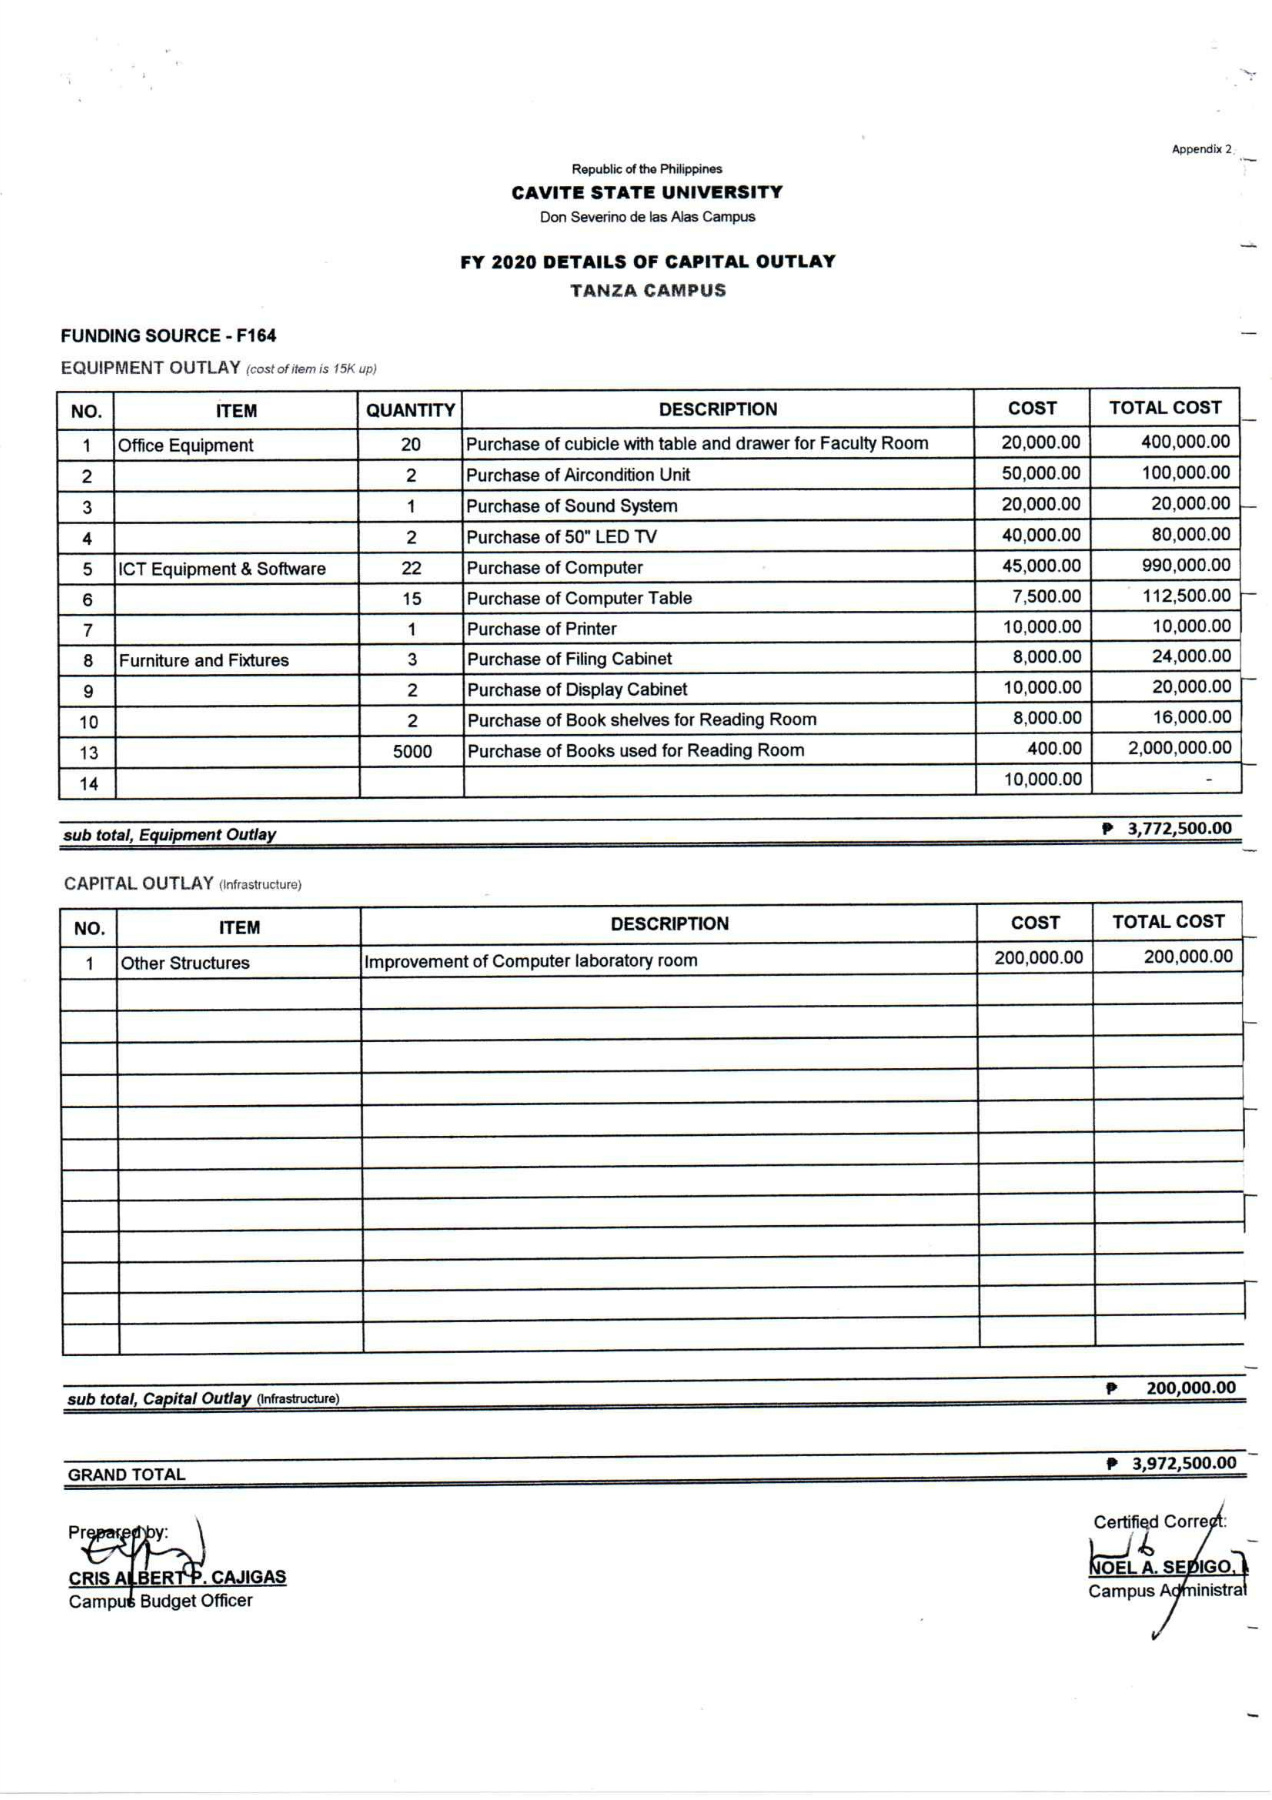 Appendix 2
Republic of the Philippines
CAVITE STATE UNIVERSITY
Don Severino de las Alas Campus
FY 2020 DETAILS OF CAPITAL OUTLAY
TANZA CAMPUS
FUNDING SOURCE - F164
EQUIPMENT OUTLAY (cost of item is 15K up)
NO. ITEM QUANTITY DESCRIPTION COST TOTAL COST
1 Office Equipment 20 Purchase of cubicle with table and drawer for Faculty Room 20,000.00 400,000.00
2 2 Purchase of Aircondition Unit 50,000.00 100,000.00
3 1 Purchase of Sound System 20,000.00 20,000.00
4 2 Purchase of 50" LED TV 40,000.00 80,000.00
5 ICT Equipment & Software 22 Purchase of Computer 45,000.00 990,000.00
6 15 Purchase of Computer Table 7,500.00 112,500.00
7 1 Purchase of Printer 10,000.00 10,000.00
8 Furniture and Fixtures 3 Purchase of Filing Cabinet 8,000.00 24,000.00
9 2 Purchase of Display Cabinet 10,000.00 20,000.00
10 2 Purchase of Book shelves for Reading Room 8,000.00 16,000.00
13 5000 Purchase of Books used for Reading Room 400.00 2,000,000.00
14 10,000.00 -
sub total, Equipment Outlay ₱ 3,772,500.00
CAPITAL OUTLAY (Infrastructure)
NO. ITEM DESCRIPTION COST TOTAL COST
1 Other Structures Improvement of Computer laboratory room 200,000.00 200,000.00
sub total, Capital Outlay (Infrastructure) ₱ 200,000.00
GRAND TOTAL ₱ 3,972,500.00
Prepared by: Certified Correct:
CRIS ALBERT P. CAJIGAS NOEL A. SEDIGO,
Campus Budget Officer Campus Administrat